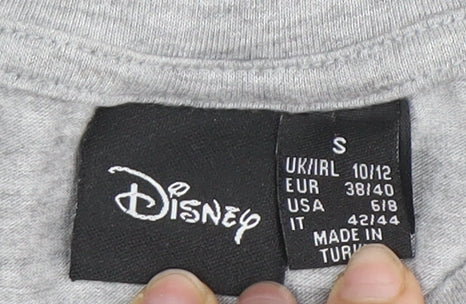 Disney
S
UK/IRL 10/12
EUR 38/40
USA 6/8
IT 42/44
MADE IN